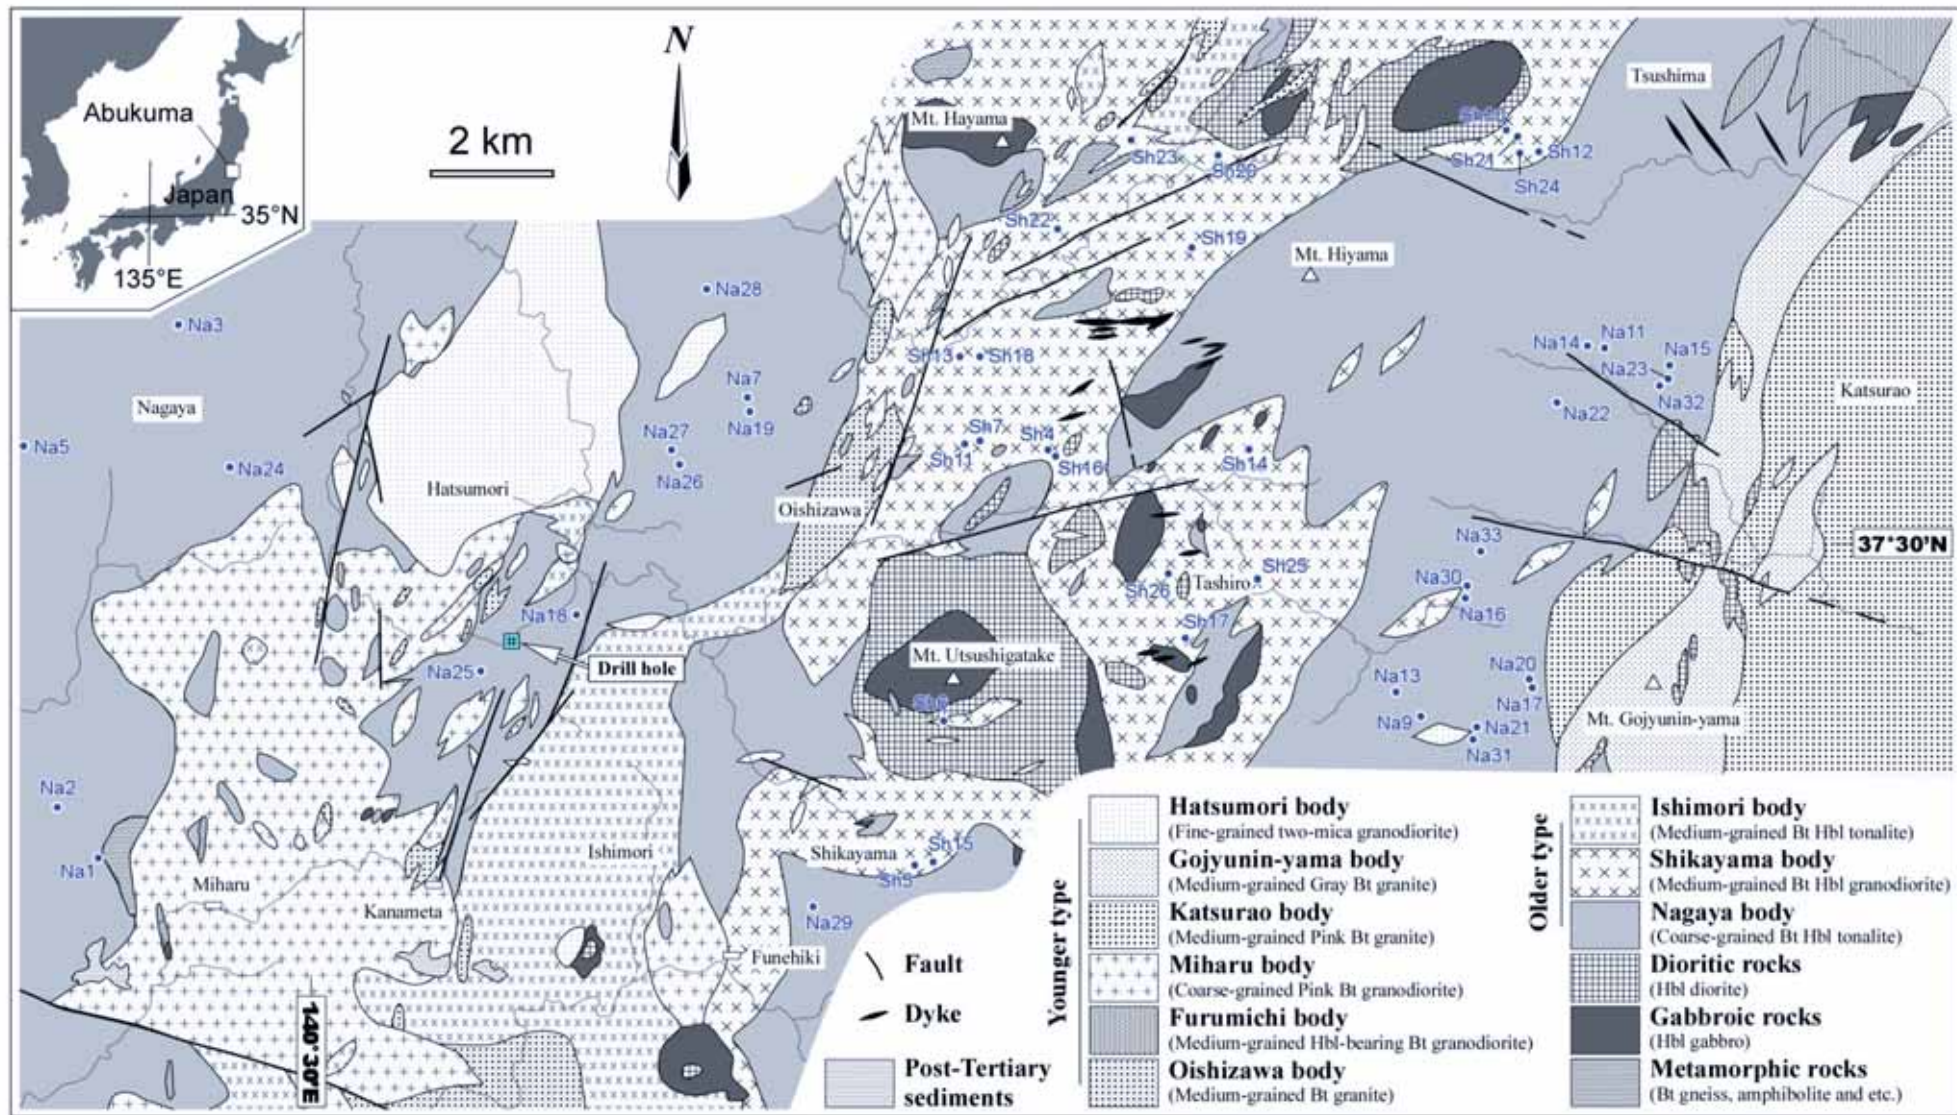 N
Abukuma
Japan
35°N
135°E
2 km
Mt. Hayama
Tsushima
Sh23
Sh20
Sh21
Sh12
Sh24
Sh22
Sh19
Mt. Hiyama
Na28
Na3
Nagaya
Na7
Na19
Na27
Na26
Na5
Na24
Hatsumori
Oishizawa
Sh13
Sh18
Sh7
Sh11
Sh4
Sh16
Sh14
Na14
Na11
Na15
Na23
Na32
Na22
Katsurao
Na33
37°30'N
Na30
Na16
Sh25
Sh26
Tashiro
Sh17
Na18
Drill hole
Na25
Mt. Utsushigatake
Na13
Na9
Na20
Na17
Na21
Na31
Mt. Gojyunin-yama
Na2
Na1
Miharu
Kanameta
Ishimori
Shikayama
Sh15
Sh5
Na29
Funehiki
140°30'E
Fault
Dyke
Post-Tertiary
sediments
Younger type
Hatsumori body
(Fine-grained two-mica granodiorite)
Gojyunin-yama body
(Medium-grained Gray Bt granite)
Katsurao body
(Medium-grained Pink Bt granite)
Miharu body
(Coarse-grained Pink Bt granodiorite)
Furumichi body
(Medium-grained Hbl-bearing Bt granodiorite)
Oishizawa body
(Medium-grained Bt granite)
Older type
Ishimori body
(Medium-grained Bt Hbl tonalite)
Shikayama body
(Medium-grained Bt Hbl granodiorite)
Nagaya body
(Coarse-grained Bt Hbl tonalite)
Dioritic rocks
(Hbl diorite)
Gabbroic rocks
(Hbl gabbro)
Metamorphic rocks
(Bt gneiss, amphibolite and etc.)